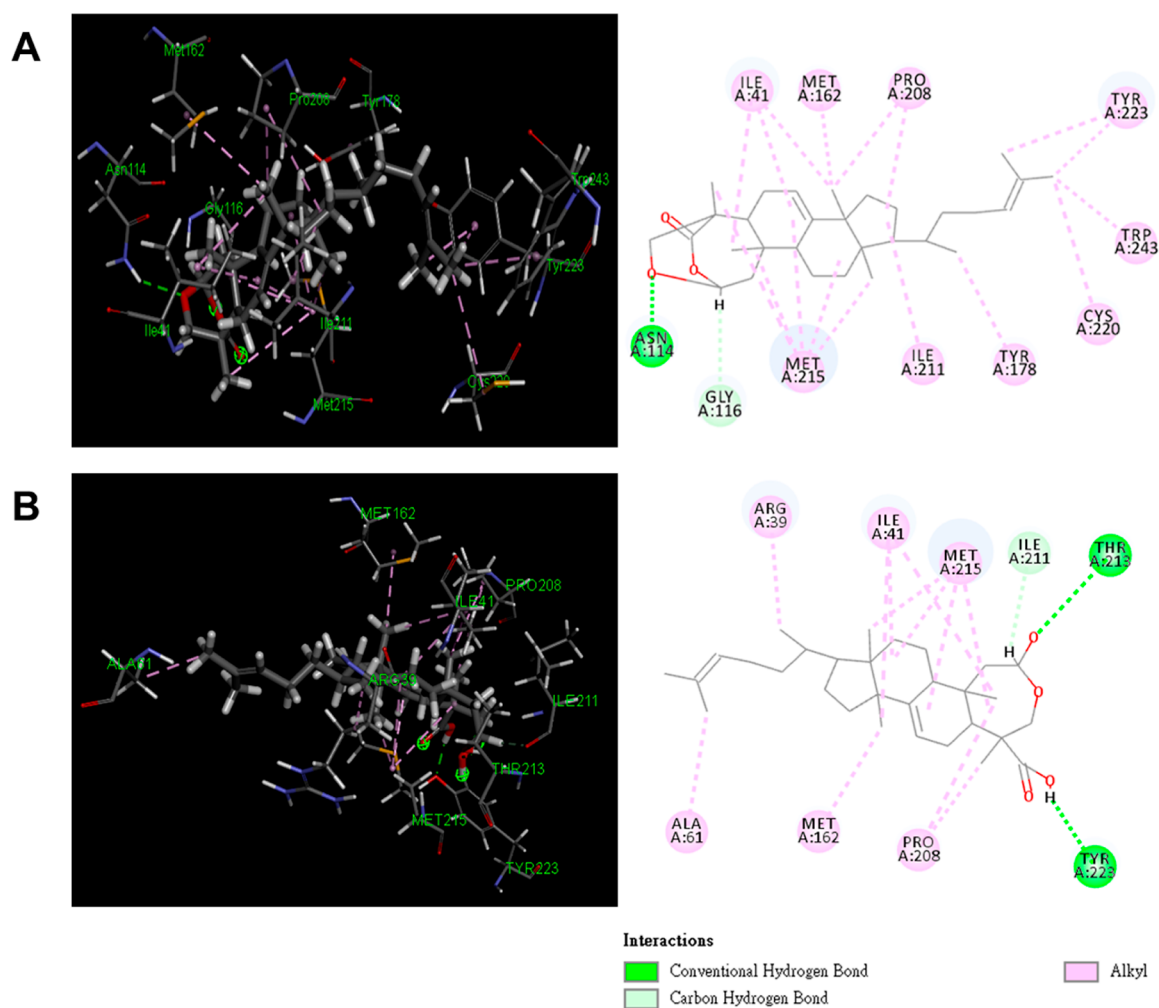 A
Met162
Pro208
Tyr178
Asn114
Gly116
Trp243
Tyr223
Ile41
Ile211
Met215
ILE
A:41
MET
A:162
PRO
A:208
TYR
A:223
O
O
O
H
TRP
A:243
ASN
A:114
CYS
A:220
MET
A:215
ILE
A:211
TYR
A:178
GLY
A:116
B
MET162
PRO208
ILE41
ALA61
ARG39
ILE211
THR213
MET215
TYR223
ARG
A:39
ILE
A:41
MET
A:215
ILE
A:211
THR
A:213
H
O
O
O
O
H
ALA
A:61
MET
A:162
PRO
A:208
TYR
A:223
Interactions
Conventional Hydrogen Bond
Carbon Hydrogen Bond
Alkyl